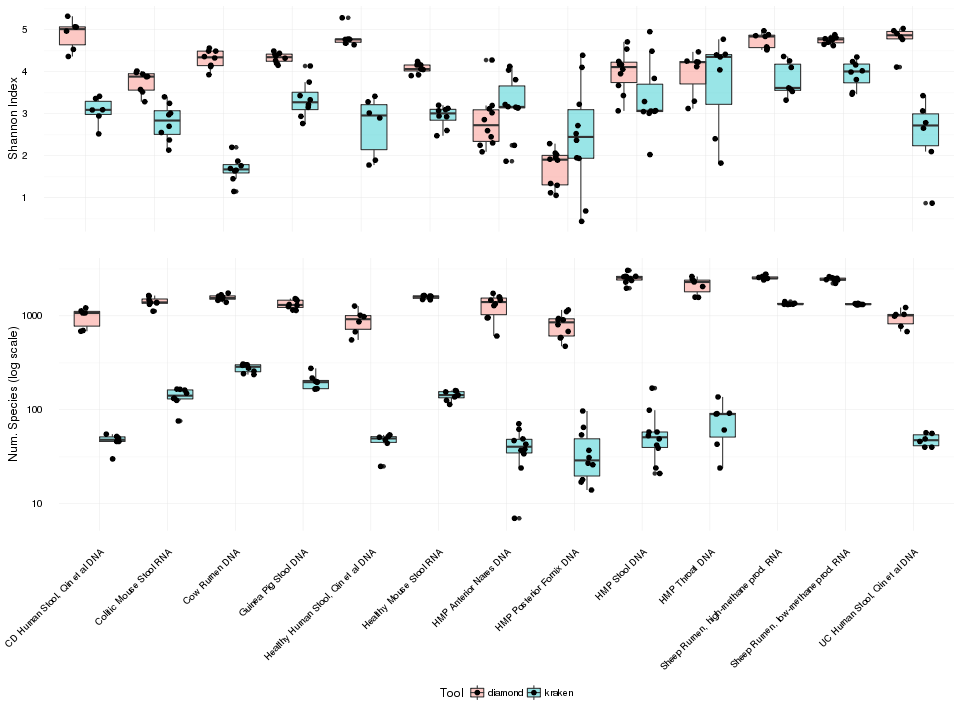 Shannon Index
5
4
3
2
1
Num. Species (log scale)
1000
100
10
CD Human Stool, Qin et al DNA
Colitic Mouse Stool RNA
Cow Rumen DNA
Guinea Pig Stool DNA
Healthy Human Stool, Qin et al DNA
Healthy Mouse Stool RNA
HMP Anterior Nares DNA
HMP Posterior Fornix DNA
HMP Stool DNA
HMP Throat DNA
Sheep Rumen, high-methane prod. RNA
Sheep Rumen, low-methane prod. RNA
UC Human Stool, Qin et al DNA
Tool diamond kraken